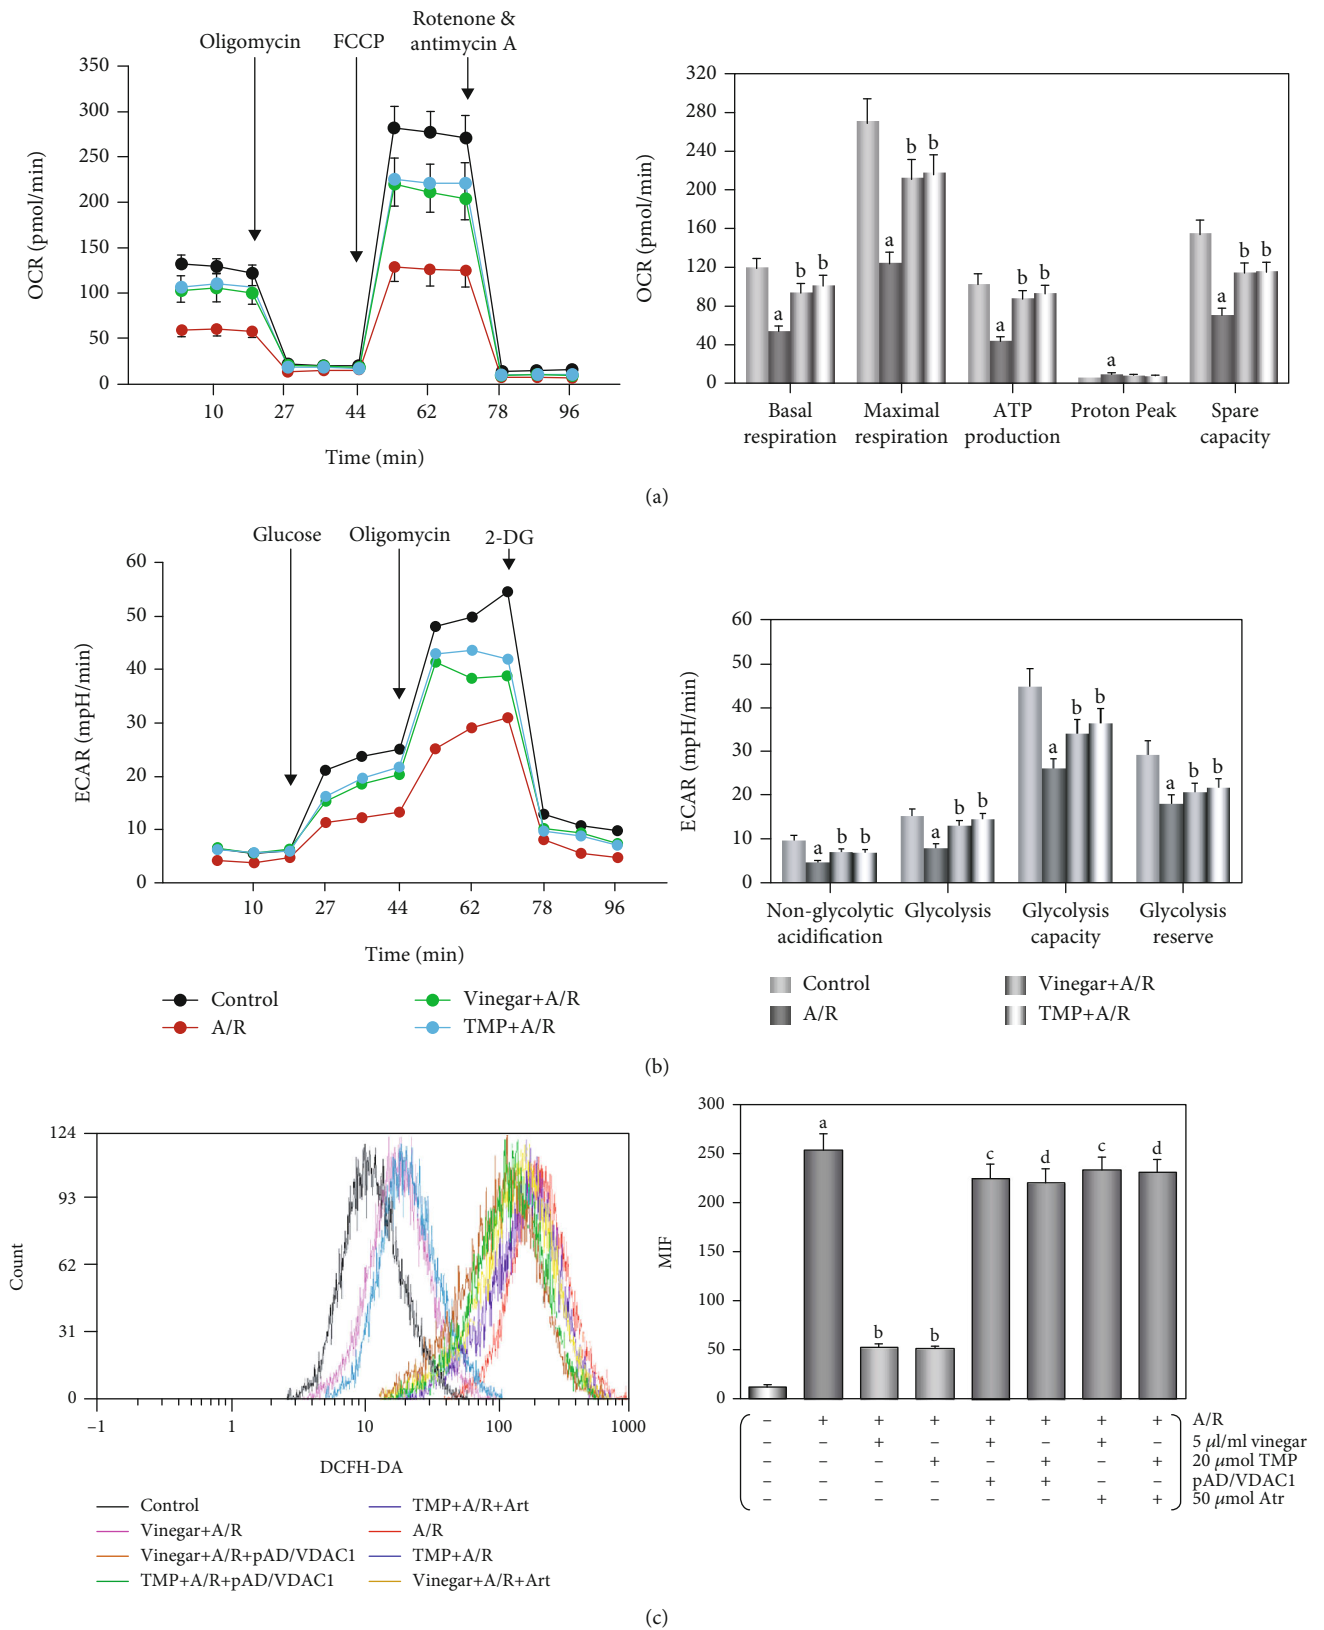 Oligomycin
FCCP
Rotenone &
antimycin A
OCR (pmol/min)
350
300
250
200
150
100
50
0
10 27 44 62 78 96
Time (min)
OCR (pmol/min)
320
280
240
200
160
120
80
40
0
a b b
a b b
a b b
a
a b b
Basal
respiration
Maximal
respiration
ATP
production
Proton Peak
Spare
capacity
(a)
Glucose
Oligomycin
2-DG
ECAR (mpH/min)
60
50
40
30
20
10
0
10 27 44 62 78 96
Time (min)
Control
A/R
Vinegar+A/R
TMP+A/R
ECAR (mpH/min)
60
50
40
30
20
10
0
a b b
a b b
a b b
a b b
Non-glycolytic
acidification
Glycolysis
Glycolysis
capacity
Glycolysis
reserve
Control
A/R
Vinegar+A/R
TMP+A/R
(b)
Count
124
93
62
31
0
–1 1 10 100 1000
DCFH-DA
Control
Vinegar+A/R
Vinegar+A/R+pAD/VDAC1
TMP+A/R+pAD/VDAC1
TMP+A/R+Art
A/R
TMP+A/R
Vinegar+A/R+Art
MIF
300
250
200
150
100
50
0
a b b c d c d
– + + + + + + + A/R
– – + – + – + – 5 μl/ml vinegar
– – – + – + – + 20 μmol TMP
– – – – + + – – pAD/VDAC1
– – – – – – + + 50 μmol Atr
(c)